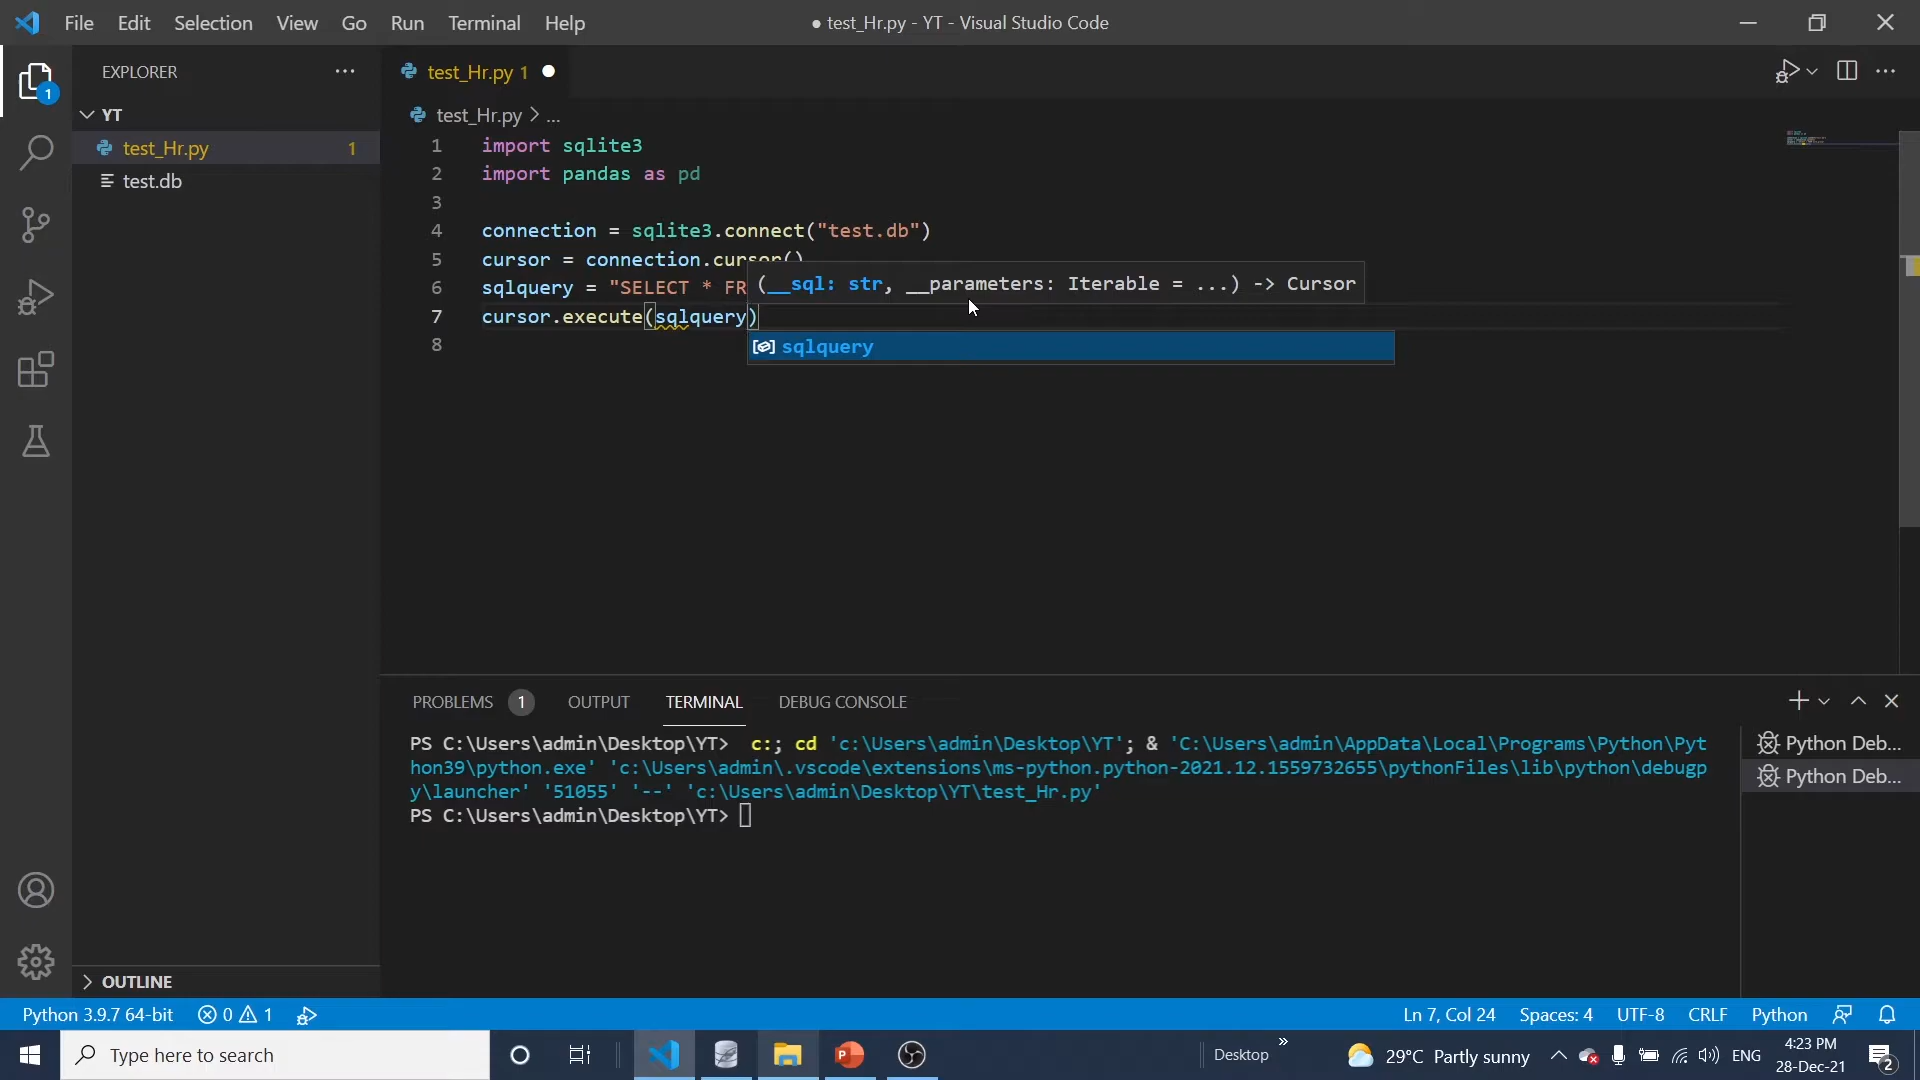 File Edit Selection View Go Run Terminal Help
● test_Hr.py - YT - Visual Studio Code
EXPLORER
YT
test_Hr.py 1
test.db
OUTLINE
1
test_Hr.py 1
test_Hr.py > ...
1 import sqlite3
2 import pandas as pd
3
4 connection = sqlite3.connect("test.db")
5 cursor = connection.cursor()
6 sqlquery = "SELECT * FR
(__sql: str, __parameters: Iterable = ...) -> Cursor
7 cursor.execute(sqlquery)
sqlquery
8
PROBLEMS 1 OUTPUT TERMINAL DEBUG CONSOLE
PS C:\Users\admin\Desktop\YT> c:; cd 'c:\Users\admin\Desktop\YT'; & 'C:\Users\admin\AppData\Local\Programs\Python\Pyt
hon39\python.exe' 'c:\Users\admin\.vscode\extensions\ms-python.python-2021.12.1559732655\pythonFiles\lib\python\debugp
y\launcher' '51055' '--' 'c:\Users\admin\Desktop\YT\test_Hr.py'
PS C:\Users\admin\Desktop\YT>
Python Deb...
Python Deb...
Python 3.9.7 64-bit 0 1
Ln 7, Col 24 Spaces: 4 UTF-8 CRLF Python
Type here to search
Desktop
29°C Partly sunny
ENG
4:23 PM
28-Dec-21
2